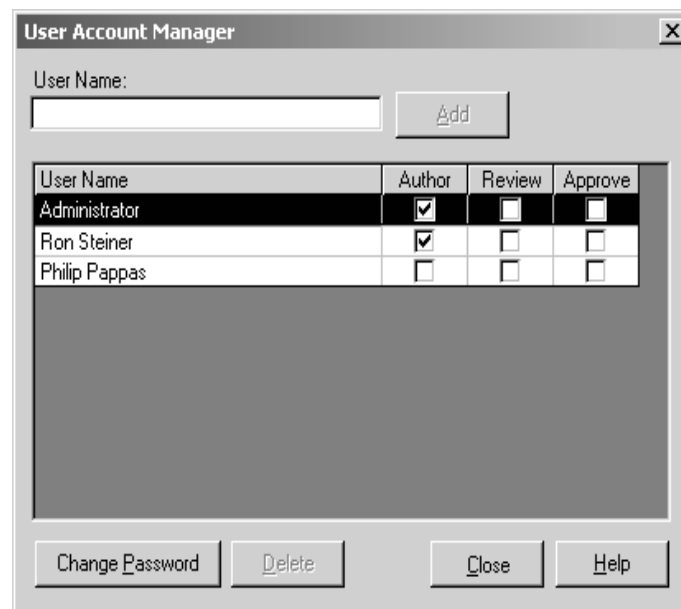 User Account Manager
User Name:
Add
User Name Author Review Approve
Administrator
Ron Steiner
Philip Pappas
Change Password Delete Close Help